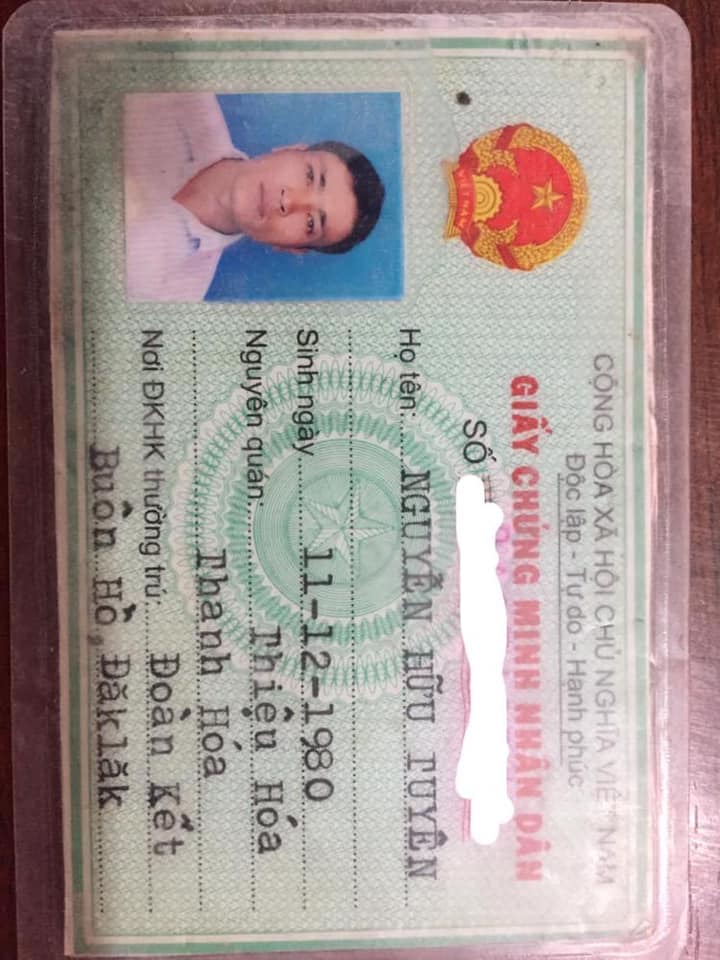 CỘNG HÒA XÃ HỘI CHỦ NGHĨA VIỆT NAM
Độc lập - Tự do - Hạnh phúc
GIẤY CHỨNG MINH NHÂN DÂN
SỐ
VIỆT NAM
Họ tên: NGUYỄN HỮU TUYÊN
Sinh ngày 11-12-1980
Nguyên quán: Thiệu Hóa
Thanh Hóa
Nơi ĐKHK thường trú: Đoàn Kết
Buôn Hồ, Đăklăk